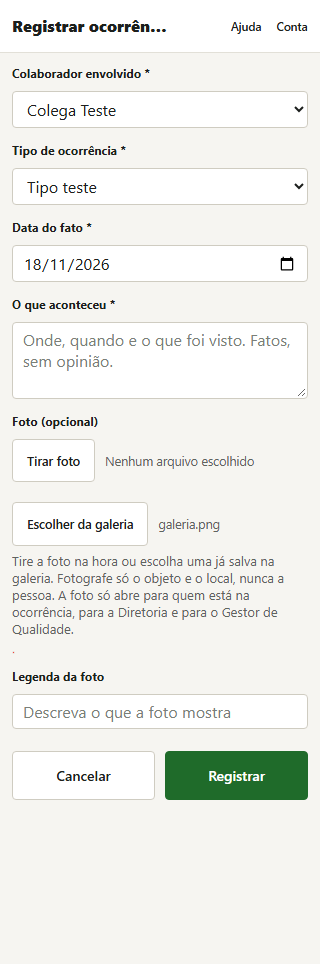 Registrar ocorrên...
Ajuda
Conta
Colaborador envolvido *
Colega Teste
Tipo de ocorrência *
Tipo teste
Data do fato *
18/11/2026
O que aconteceu *
Onde, quando e o que foi visto. Fatos,
sem opinião.
Foto (opcional)
Tirar foto
Nenhum arquivo escolhido
Escolher da galeria
galeria.png
Tire a foto na hora ou escolha uma já salva na
galeria. Fotografe só o objeto e o local, nunca a
pessoa. A foto só abre para quem está na
ocorrência, para a Diretoria e para o Gestor de
Qualidade.
.
Legenda da foto
Descreva o que a foto mostra
Cancelar
Registrar